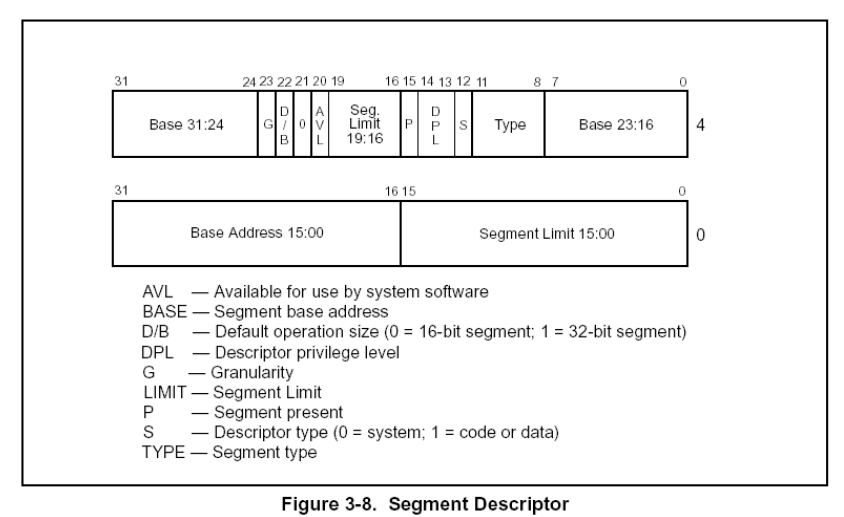 31 24 23 22 21 20 19 16 15 14 13 12 11 8 7 0
Base 31:24 G D/B 0 AVL Seg. Limit 19:16 P DPL S Type Base 23:16 4
31 16 15 0
Base Address 15:00 Segment Limit 15:00 0
AVL — Available for use by system software
BASE — Segment base address
D/B — Default operation size (0 = 16-bit segment; 1 = 32-bit segment)
DPL — Descriptor privilege level
G — Granularity
LIMIT — Segment Limit
P — Segment present
S — Descriptor type (0 = system; 1 = code or data)
TYPE — Segment type
Figure 3-8. Segment Descriptor